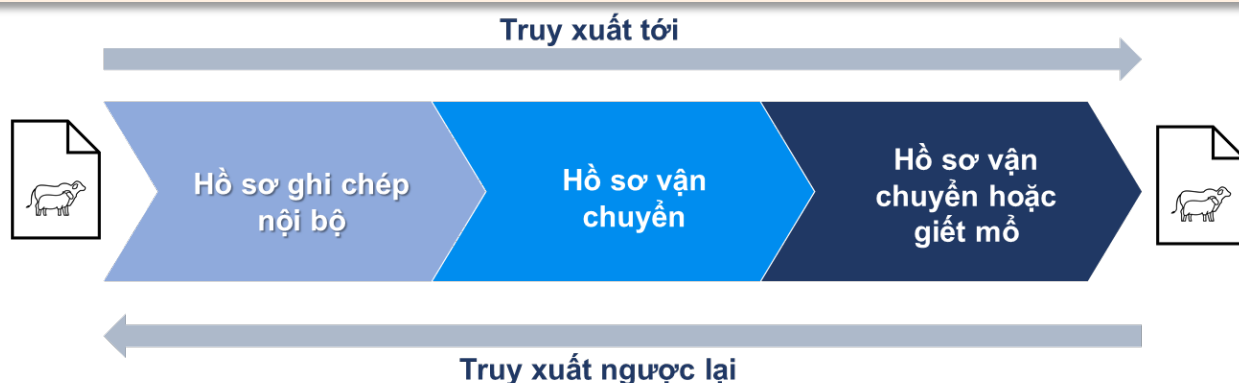 Truy xuất tới
Hồ sơ ghi chép
nội bộ
Hồ sơ vận
chuyển
Hồ sơ vận
chuyển hoặc
giết mổ
Truy xuất ngược lại